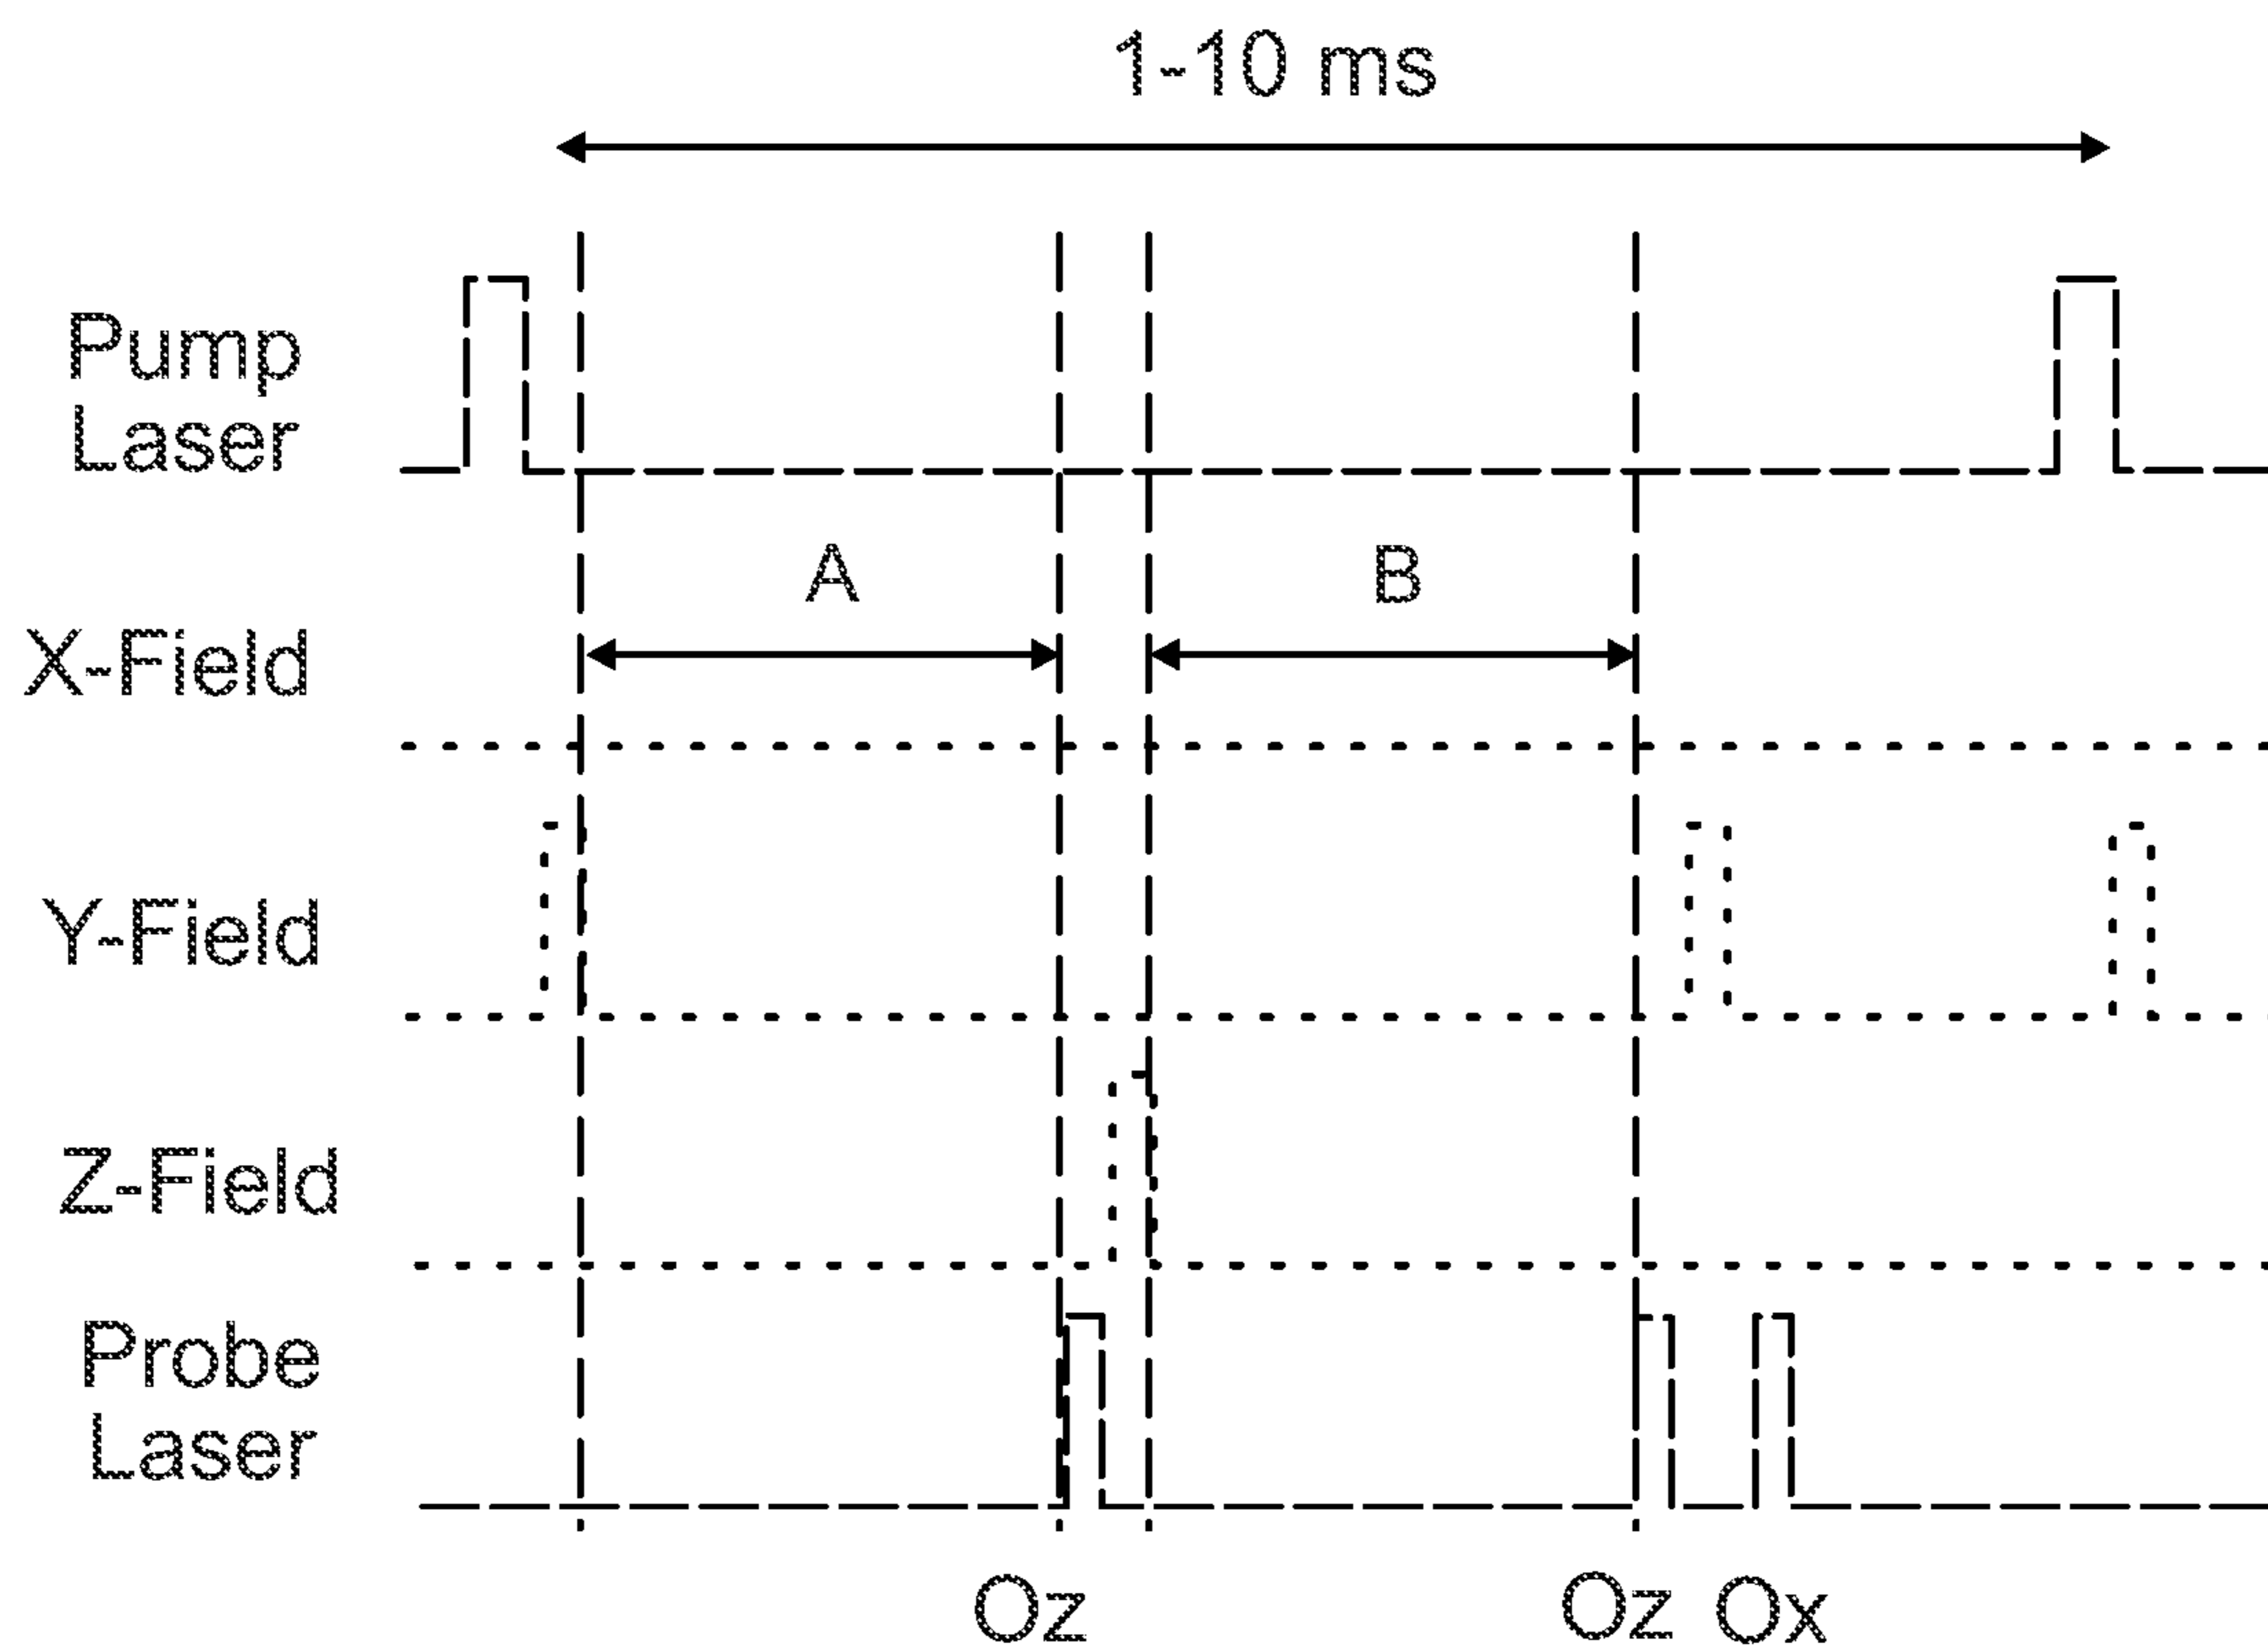 1-10 ms
Pump
Laser
A
B
X-Field
Y-Field
Z-Field
Probe
Laser
Oz
Oz
Ox